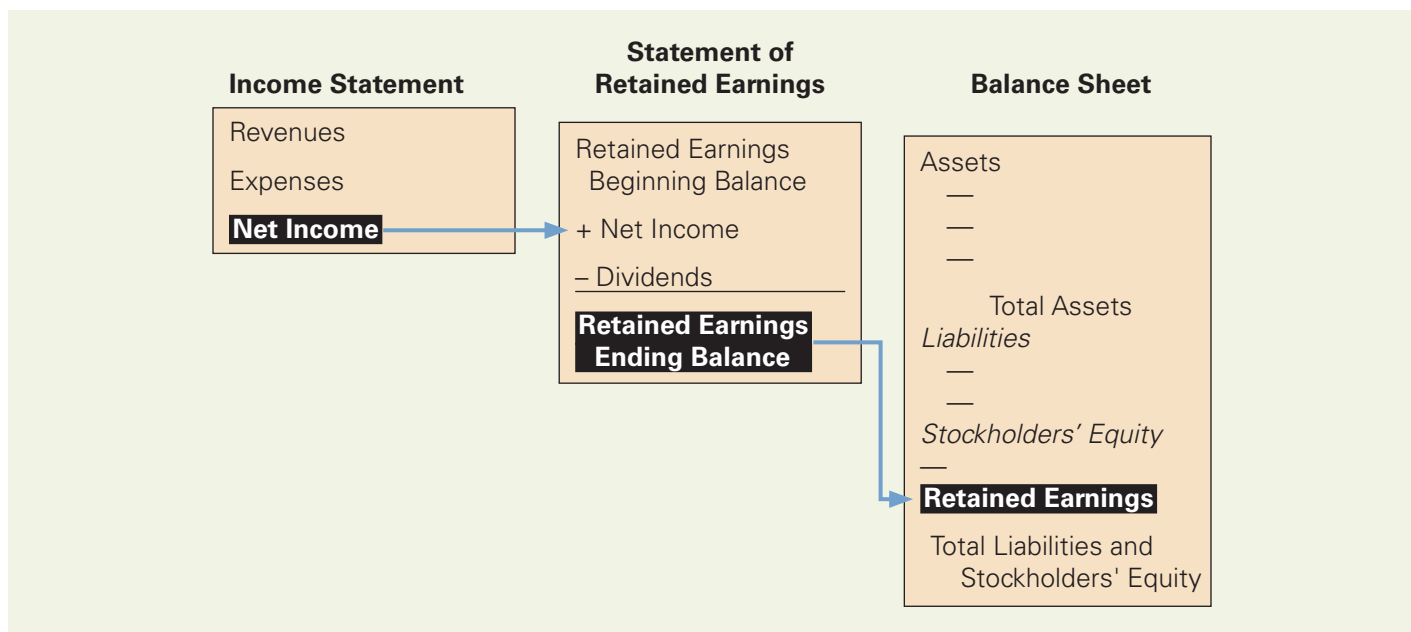 Income Statement
Revenues
Expenses
Net Income
Statement of
Retained Earnings
Retained Earnings
Beginning Balance
+ Net Income
– Dividends
Retained Earnings
Ending Balance
Balance Sheet
Assets
—
—
—
Total Assets
Liabilities
—
—
Stockholders’ Equity
—
Retained Earnings
Total Liabilities and
Stockholders' Equity